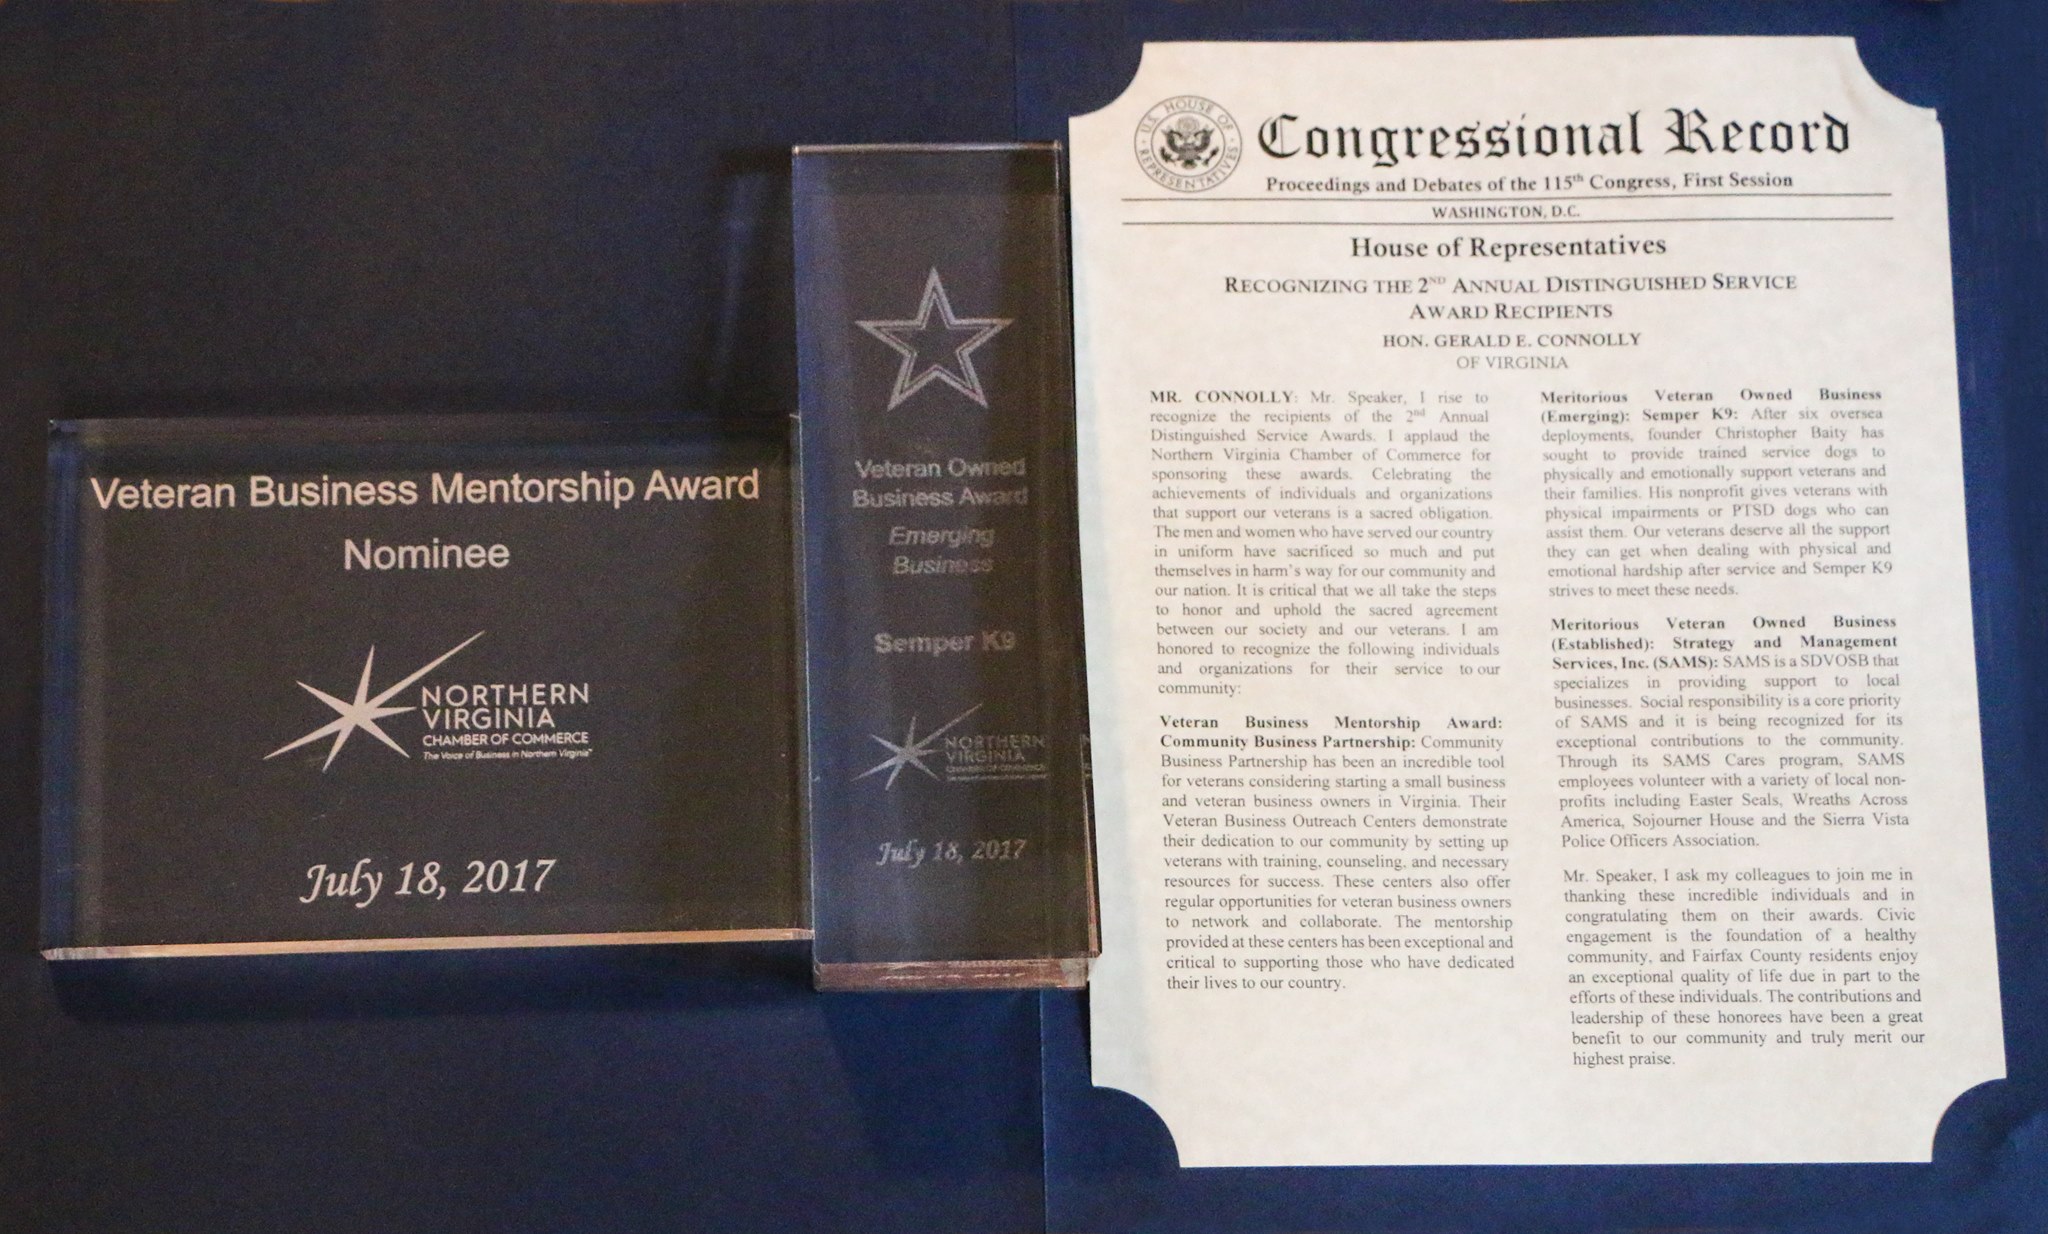 Veteran Business Mentorship Award
Nominee
NORTHERN
VIRGINIA
CHAMBER OF COMMERCE
The Voice of Business in Northern Virginia™
July 18, 2017
Veteran Owned
Business Award
Emerging
Business
Semper K9
NORTHERN
VIRGINIA
CHAMBER OF COMMERCE
July 18, 2017
U.S. HOUSE OF REPRESENTATIVES
Congressional Record
Proceedings and Debates of the 115th Congress, First Session
WASHINGTON, D.C.
House of Representatives
RECOGNIZING THE 2ND ANNUAL DISTINGUISHED SERVICE
AWARD RECIPIENTS
HON. GERALD E. CONNOLLY
OF VIRGINIA
MR. CONNOLLY: Mr. Speaker, I rise to
recognize the recipients of the 2nd Annual
Distinguished Service Awards. I applaud the
Northern Virginia Chamber of Commerce for
sponsoring these awards. Celebrating the
achievements of individuals and organizations
that support our veterans is a sacred obligation.
The men and women who have served our country
in uniform have sacrificed so much and put
themselves in harm's way for our community and
our nation. It is critical that we all take the steps
to honor and uphold the sacred agreement
between our society and our veterans. I am
honored to recognize the following individuals
and organizations for their service to our
community:
Veteran Business Mentorship Award:
Community Business Partnership: Community
Business Partnership has been an incredible tool
for veterans considering starting a small business
and veteran business owners in Virginia. Their
Veteran Business Outreach Centers demonstrate
their dedication to our community by setting up
veterans with training, counseling, and necessary
resources for success. These centers also offer
regular opportunities for veteran business owners
to network and collaborate. The mentorship
provided at these centers has been exceptional and
critical to supporting those who have dedicated
their lives to our country.
Meritorious Veteran Owned Business
(Emerging): Semper K9: After six oversea
deployments, founder Christopher Baity has
sought to provide trained service dogs to
physically and emotionally support veterans and
their families. His nonprofit gives veterans with
physical impairments or PTSD dogs who can
assist them. Our veterans deserve all the support
they can get when dealing with physical and
emotional hardship after service and Semper K9
strives to meet these needs.
Meritorious Veteran Owned Business
(Established): Strategy and Management
Services, Inc. (SAMS): SAMS is a SDVOSB that
specializes in providing support to local
businesses. Social responsibility is a core priority
of SAMS and it is being recognized for its
exceptional contributions to the community.
Through its SAMS Cares program, SAMS
employees volunteer with a variety of local non-
profits including Easter Seals, Wreaths Across
America, Sojourner House and the Sierra Vista
Police Officers Association.
Mr. Speaker, I ask my colleagues to join me in
thanking these incredible individuals and in
congratulating them on their awards. Civic
engagement is the foundation of a healthy
community, and Fairfax County residents enjoy
an exceptional quality of life due in part to the
efforts of these individuals. The contributions and
leadership of these honorees have been a great
benefit to our community and truly merit our
highest praise.